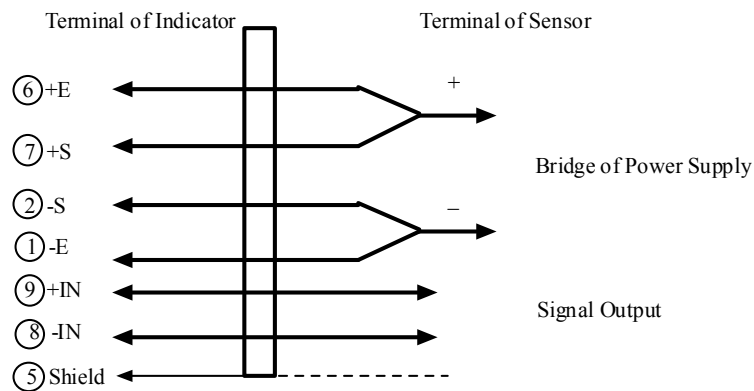 Terminal of Indicator
Terminal of Sensor
⑥ +E
+
⑦ +S
Bridge of Power Supply
② -S
–
① -E
⑨ +IN
Signal Output
⑧ -IN
⑤ Shield